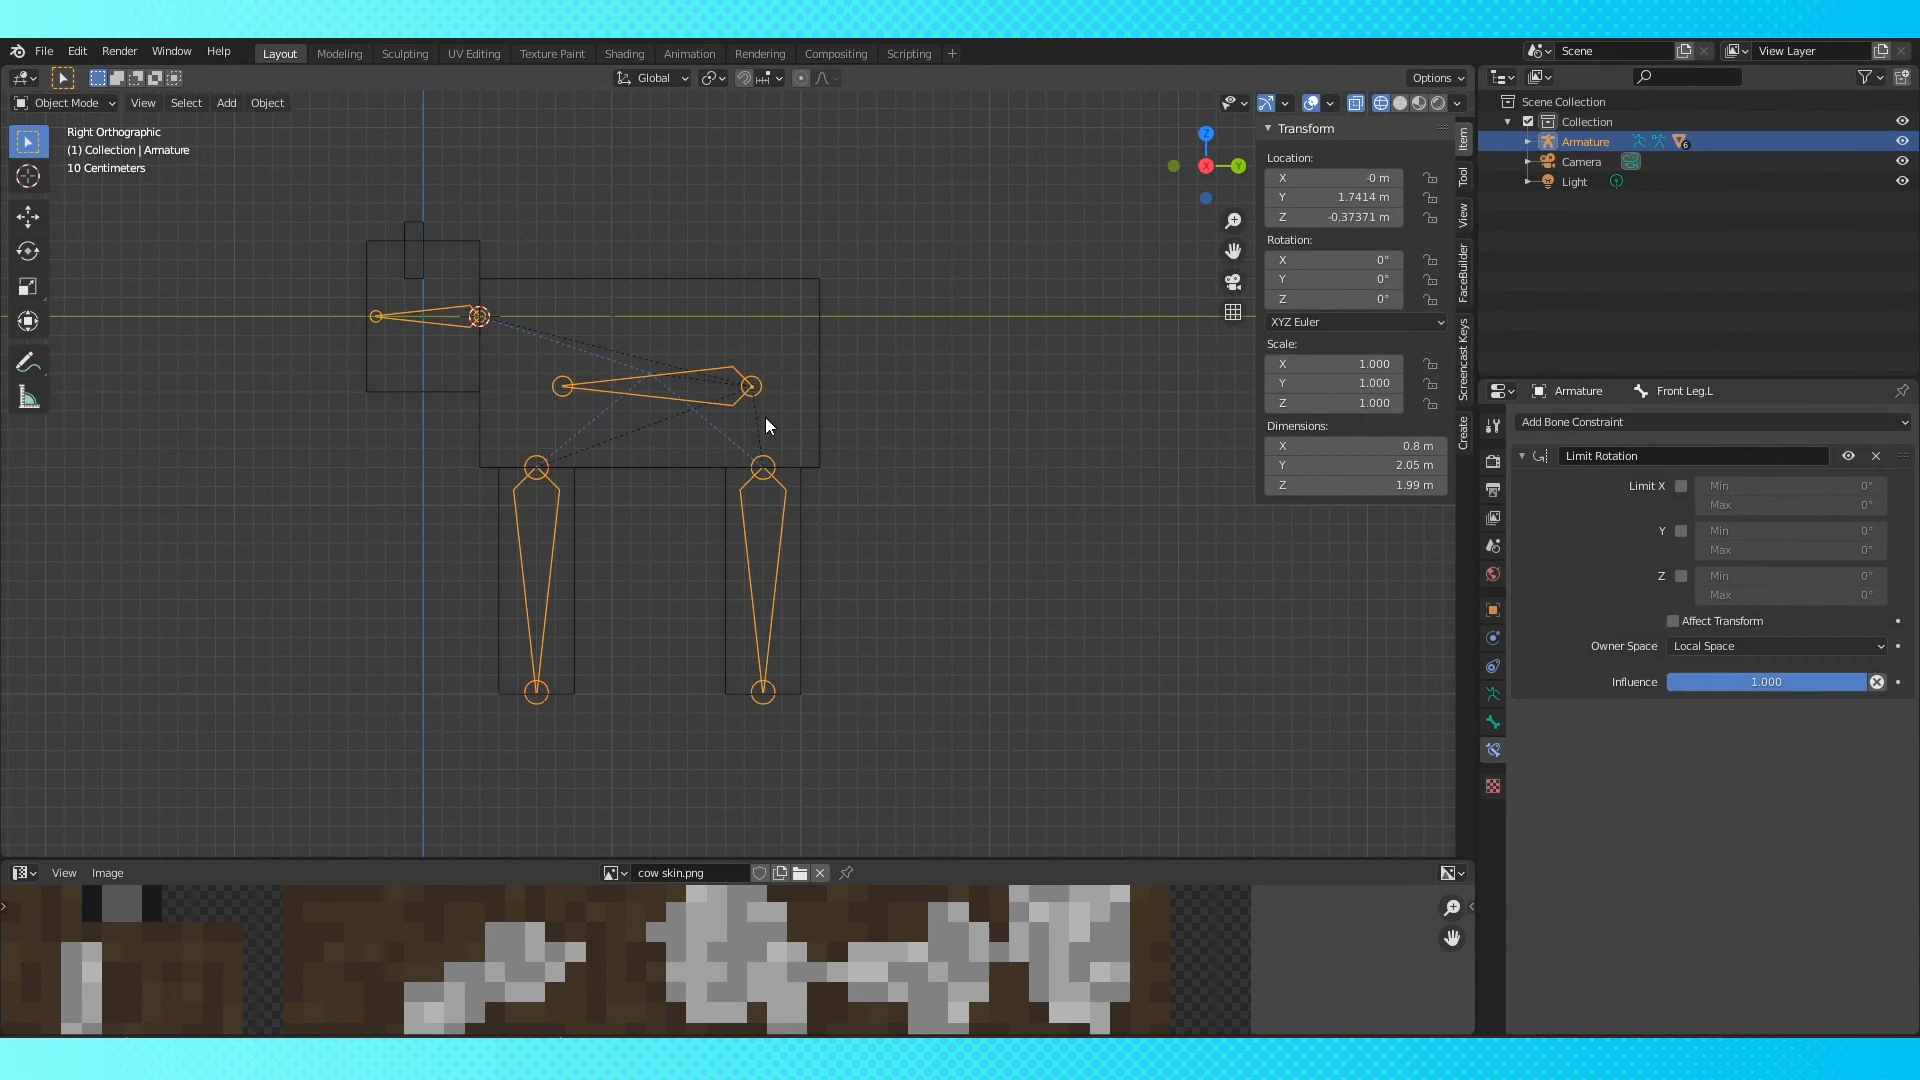 File Edit Render Window Help Layout Modeling Sculpting UV Editing Texture Paint Shading Animation Rendering Compositing Scripting + Scene View Layer
Global Options
Object Mode View Select Add Object
Right Orthographic
(1) Collection | Armature
10 Centimeters
Z
X
Y
Transform
Location:
X -0 m
Y 1.7414 m
Z -0.37371 m
Rotation:
X 0°
Y 0°
Z 0°
XYZ Euler
Scale:
X 1.000
Y 1.000
Z 1.000
Dimensions:
X 0.8 m
Y 2.05 m
Z 1.99 m
Item
Tool
View
FaceBuilder
Screencast Keys
Create
Scene Collection
Collection
Armature 6
Camera
Light
Armature Front Leg.L
Add Bone Constraint
Limit Rotation
Limit X Min 0°
Max 0°
Y Min 0°
Max 0°
Z Min 0°
Max 0°
Affect Transform
Owner Space Local Space
Influence 1.000
View Image cow skin.png